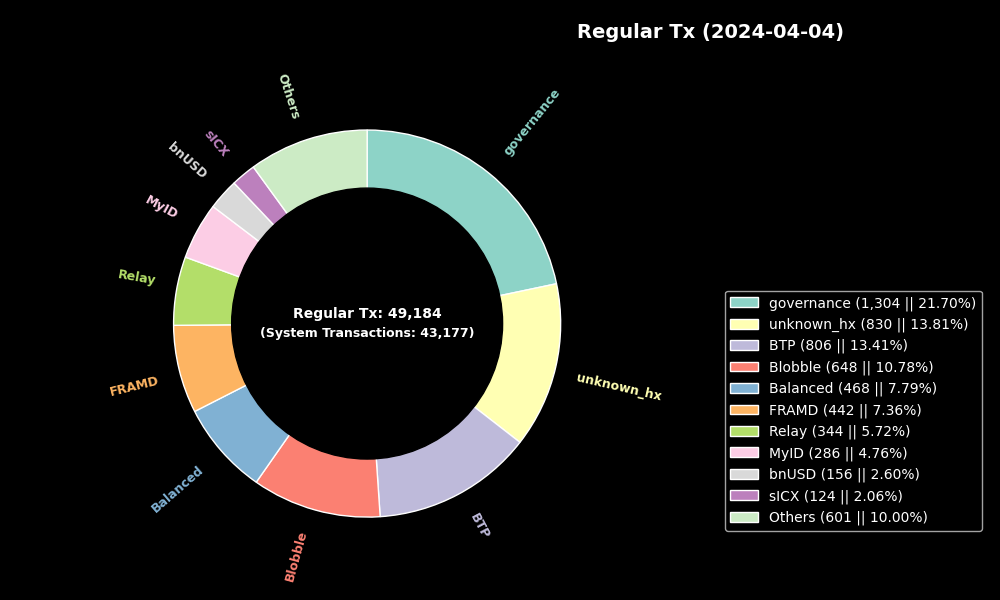 Regular Tx (2024-04-04)
governance
Others
sICX
bnUSD
MyID
Relay
FRAMD
Balanced
Blobble
BTP
unknown_hx
Regular Tx: 49,184
(System Transactions: 43,177)
governance (1,304 || 21.70%)
unknown_hx (830 || 13.81%)
BTP (806 || 13.41%)
Blobble (648 || 10.78%)
Balanced (468 || 7.79%)
FRAMD (442 || 7.36%)
Relay (344 || 5.72%)
MyID (286 || 4.76%)
bnUSD (156 || 2.60%)
sICX (124 || 2.06%)
Others (601 || 10.00%)